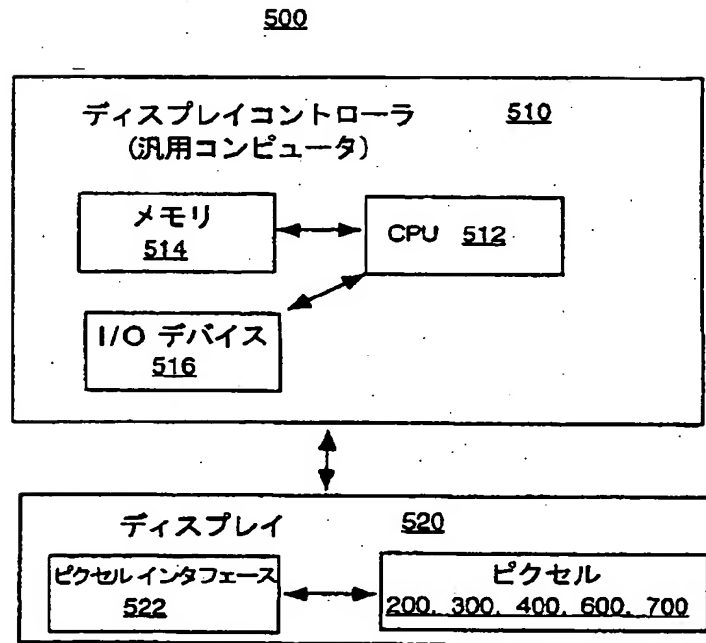 500
ディスプレイコントローラ 510
(汎用コンピュータ)
メモリ
514
CPU 512
I/O デバイス
516
ディスプレイ 520
ピクセルインタフェース
522
ピクセル
200, 300, 400, 600, 700